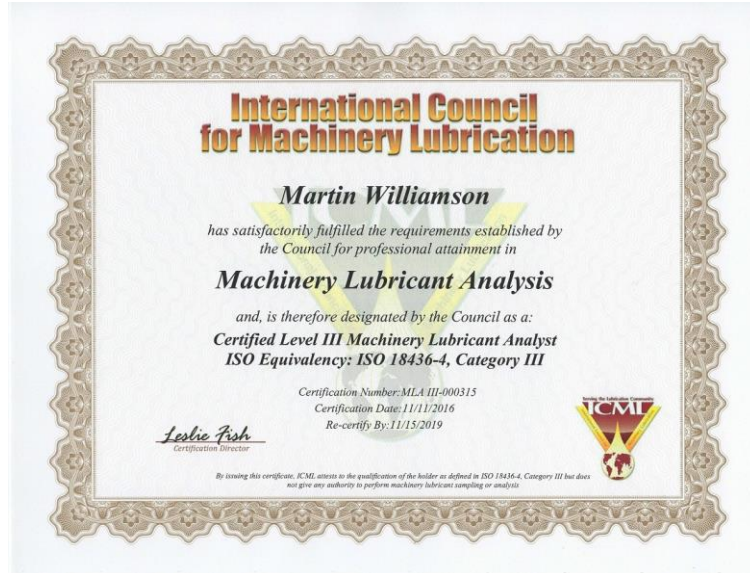 International Council
for Machinery Lubrication
Martin Williamson
has satisfactorily fulfilled the requirements established by
the Council for professional attainment in
Machinery Lubricant Analysis
and, is therefore designated by the Council as a:
Certified Level III Machinery Lubricant Analyst
ISO Equivalency: ISO 18436-4, Category III
Certification Number:MLA III-000315
Certification Date:11/11/2016
Re-certify By:11/15/2019
Leslie Fish
Certification Director
Serving the Lubrication Community
ICML
By issuing this certificate, ICML attests to the qualification of the holder as defined in ISO 18436-4, Category III but does
not give any authority to perform machinery lubricant sampling or analysis